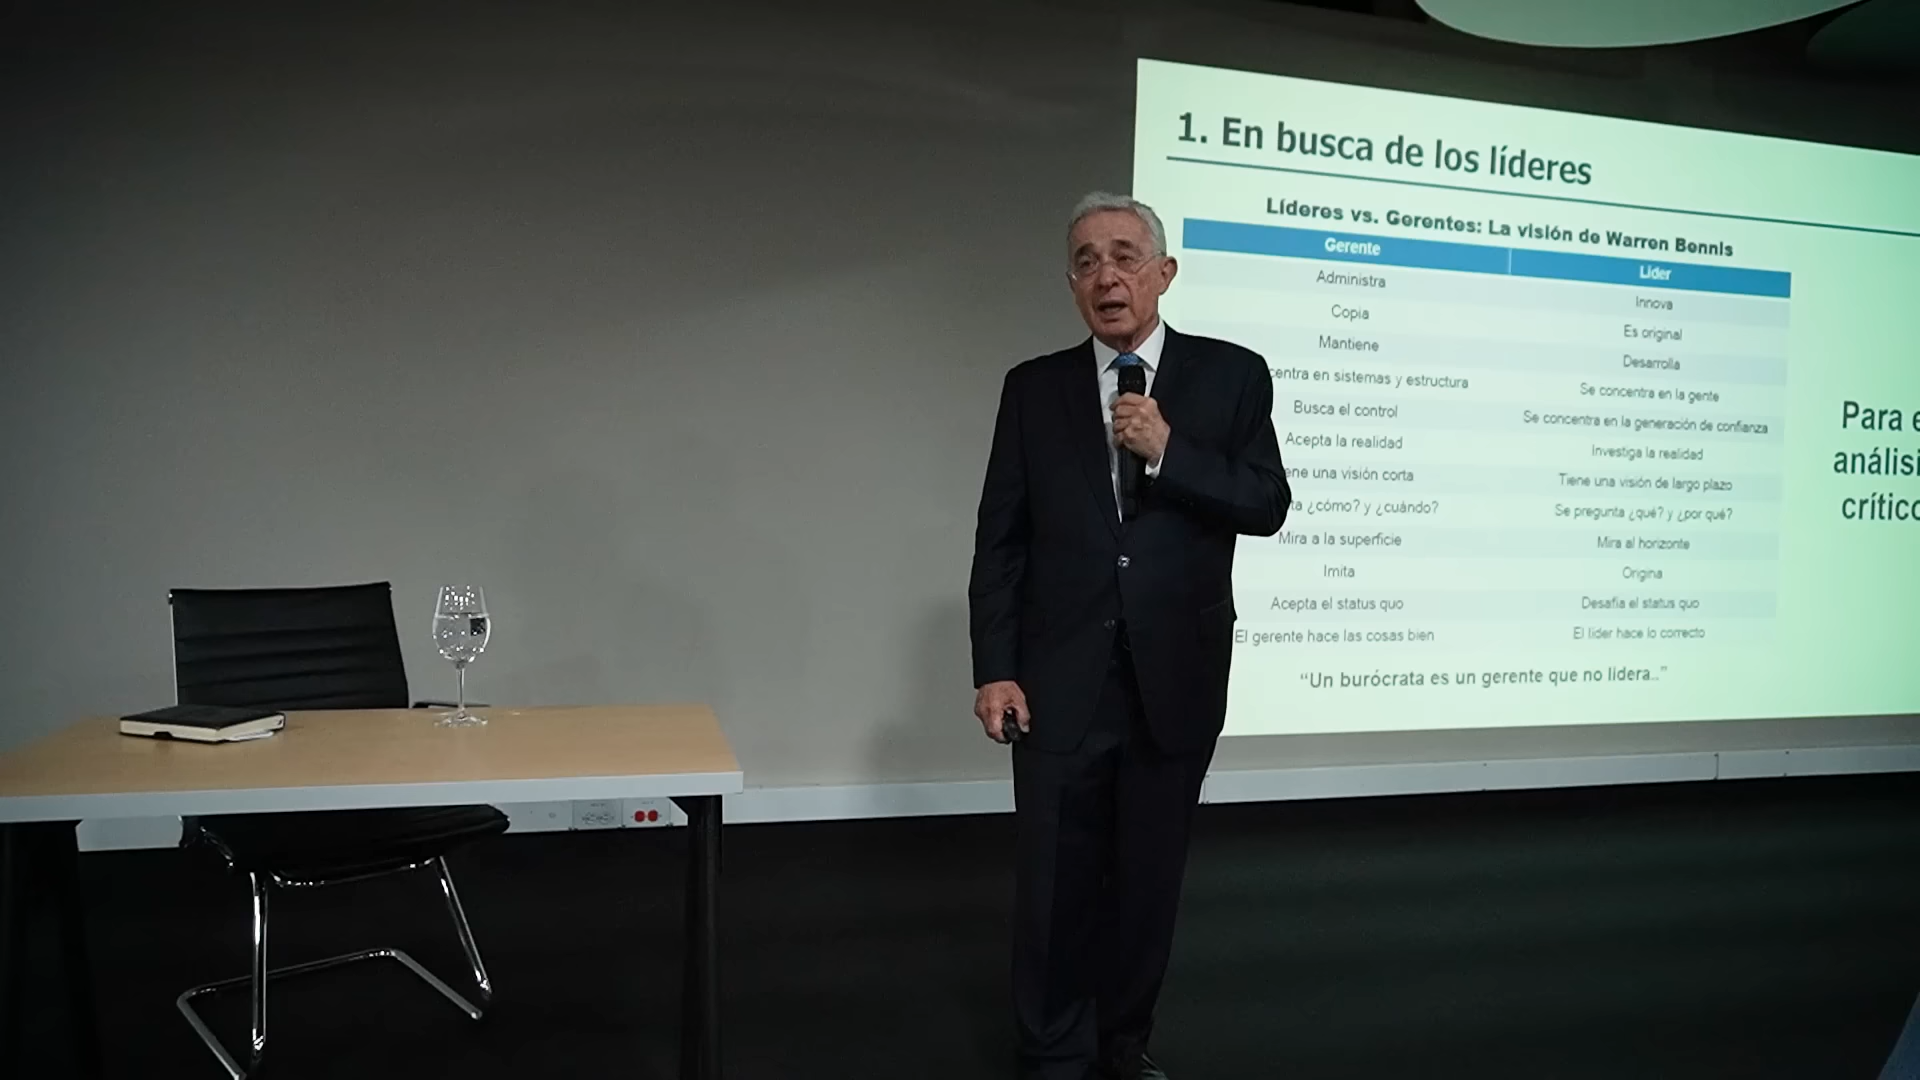 1. En busca de los líderes
Líderes vs. Gerentes: La visión de Warren Bennis
Gerente Líder
Administra Innova
Copia Es original
Mantiene Desarrolla
centra en sistemas y estructura Se concentra en la gente
Busca el control Se concentra en la generación de confianza
Acepta la realidad Investiga la realidad
ene una visión corta Tiene una visión de largo plazo
ta ¿cómo? y ¿cuándo? Se pregunta ¿qué? y ¿por qué?
Mira a la superficie Mira al horizonte
Imita Origina
Acepta el status quo Desafía el status quo
El gerente hace las cosas bien El líder hace lo correcto
“Un burócrata es un gerente que no lidera..”
Para e
análisi
crítico